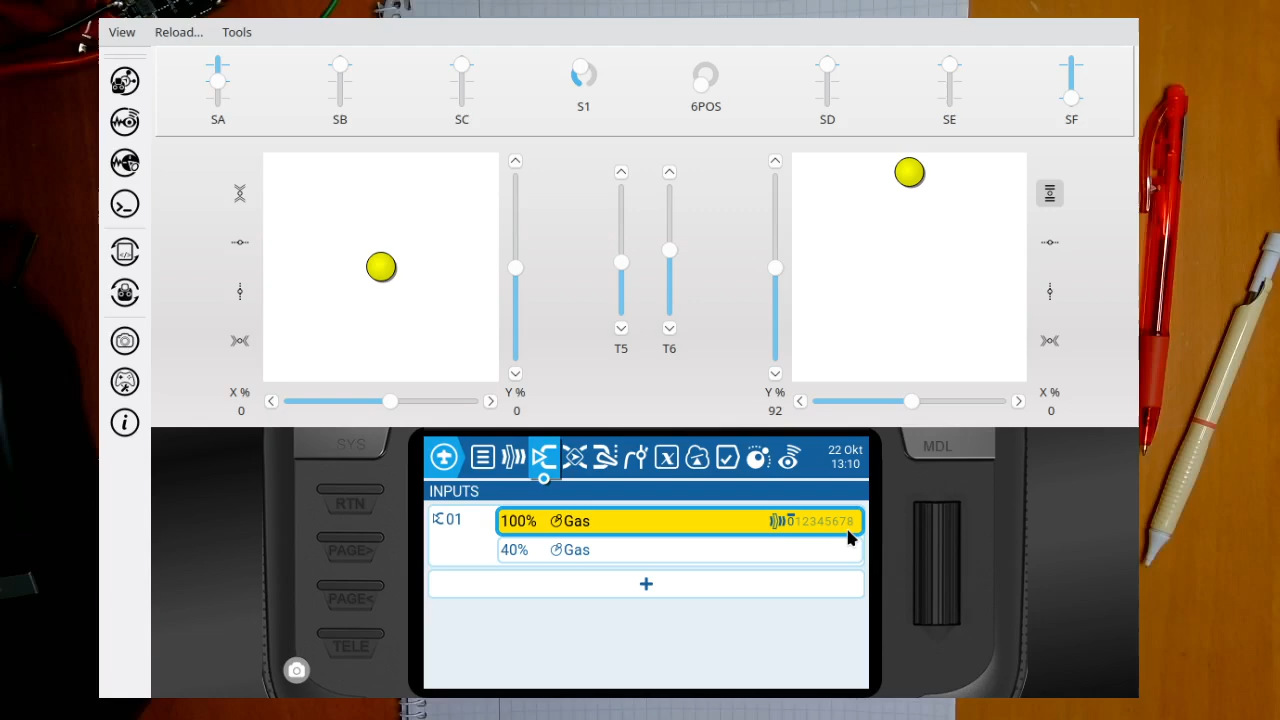 View Reload... Tools
SA SB SC S1 6POS SD SE SF
T5 T6
X % Y % Y % X %
0 0 92 0
SYS MDL
22 Okt
13:10
INPUTS
RTN
01 100% Gas 012345678
PAGE>
40% Gas
+
PAGE<
TELE